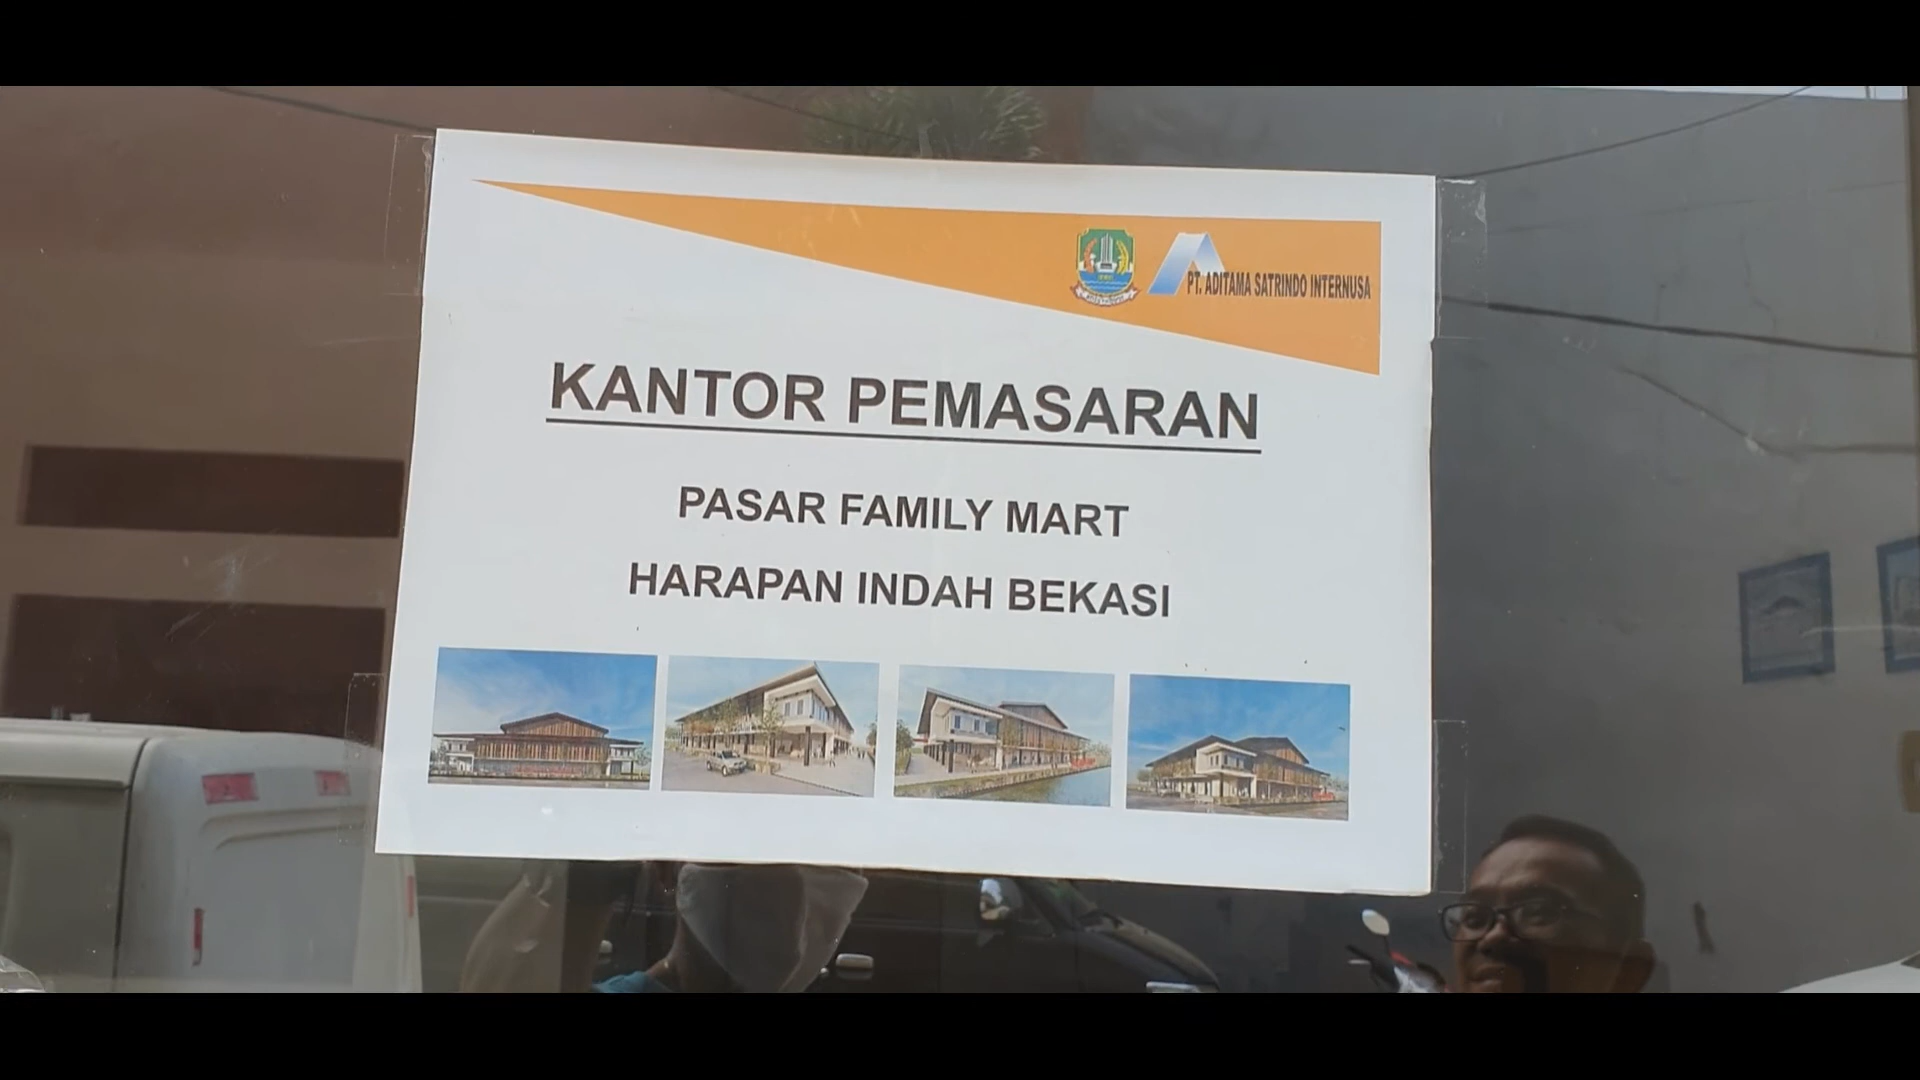 PT. ADITAMA SATRINDO INTERNUSA
KANTOR PEMASARAN
PASAR FAMILY MART
HARAPAN INDAH BEKASI